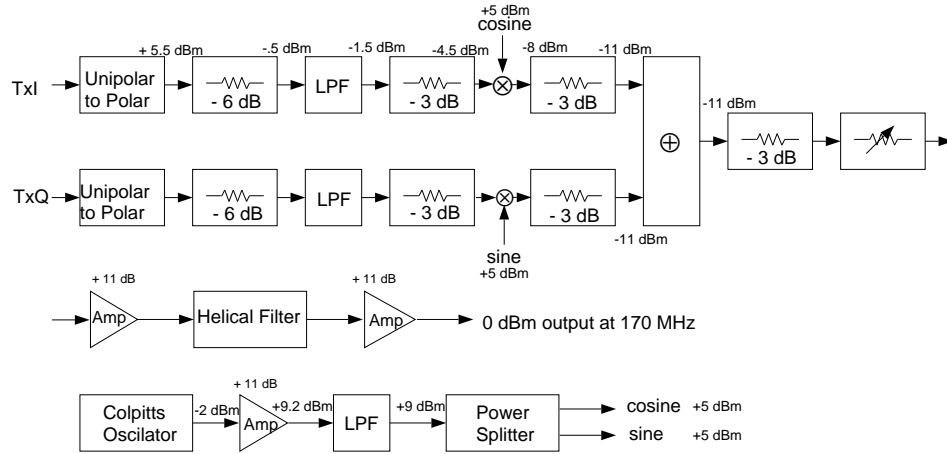 +5 dBm
cosine
+ 5.5 dBm
-.5 dBm
-1.5 dBm
-4.5 dBm
-8 dBm
-11 dBm
TxI
Unipolar
to Polar
- 6 dB
LPF
- 3 dB
⊗
- 3 dB
⊕
-11 dBm
- 3 dB
TxQ
Unipolar
to Polar
- 6 dB
LPF
- 3 dB
⊗
- 3 dB
-11 dBm
sine
+5 dBm
+ 11 dB
Amp
Helical Filter
+ 11 dB
Amp
0 dBm output at 170 MHz
Colpitts
Oscilator
-2 dBm
+ 11 dB
Amp
+9.2 dBm
LPF
+9 dBm
Power
Splitter
cosine +5 dBm
sine +5 dBm